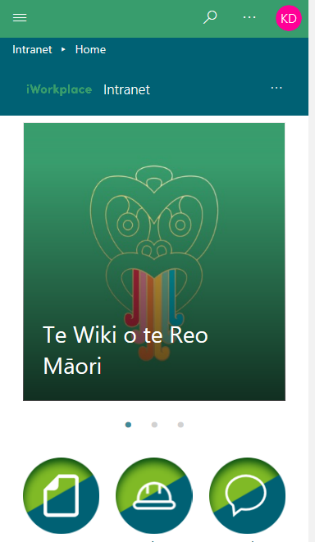 KD
Intranet ▸ Home
iWorkplace Intranet
Te Wiki o te Reo
Māori